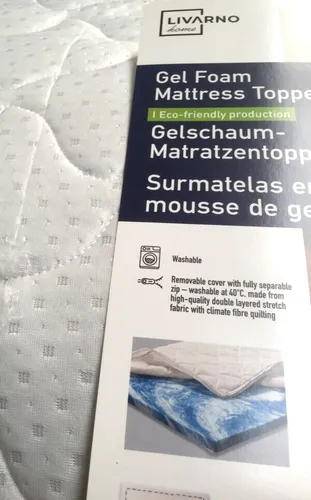 LIVARNO
home
Gel Foam
Mattress Toppe
| Eco-friendly production
Gelschaum-
Matratzentopp
Surmatelas e
mousse de ge
Washable
Removable cover with fully separable
zip – washable at 40°C. made from
high-quality double layered stretch
fabric with climate fibre quilting